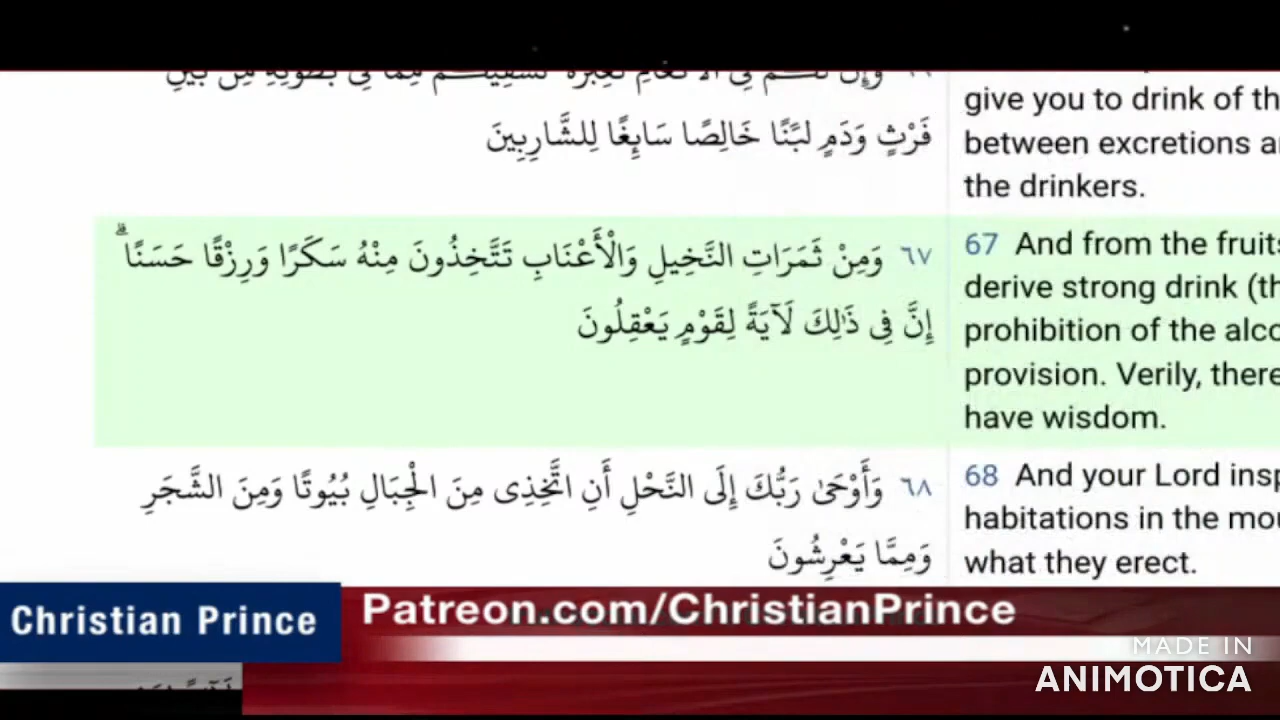 give you to drink of th
فَرْثٍ وَدَمٍ لَّبَنًا خَالِصًا سَابِغًا لِلشَّارِبِينَ
between excretions a
the drinkers.
٦٧ وَمِنْ ثَمَرَاتِ النَّخِيلِ وَالْأَعْنَابِ تَتَّخِذُونَ مِنْهُ سَكَرًا وَرِزْقًا حَسَنًا ۗ
إِنَّ فِى ذَٰلِكَ لَآيَةً لِقَوْمٍ يَعْقِلُونَ
67 And from the fruits
derive strong drink (th
prohibition of the alco
provision. Verily, there
have wisdom.
٦٨ وَأَوْحَىٰ رَبُّكَ إِلَى النَّحْلِ أَنِ اتَّخِذِى مِنَ الْجِبَالِ بُيُوتًا وَمِنَ الشَّجَرِ
وَمِمَّا يَعْرِشُونَ
68 And your Lord insp
habitations in the mou
what they erect.
Christian Prince
Patreon.com/ChristianPrince
MADE IN
ANIMOTICA